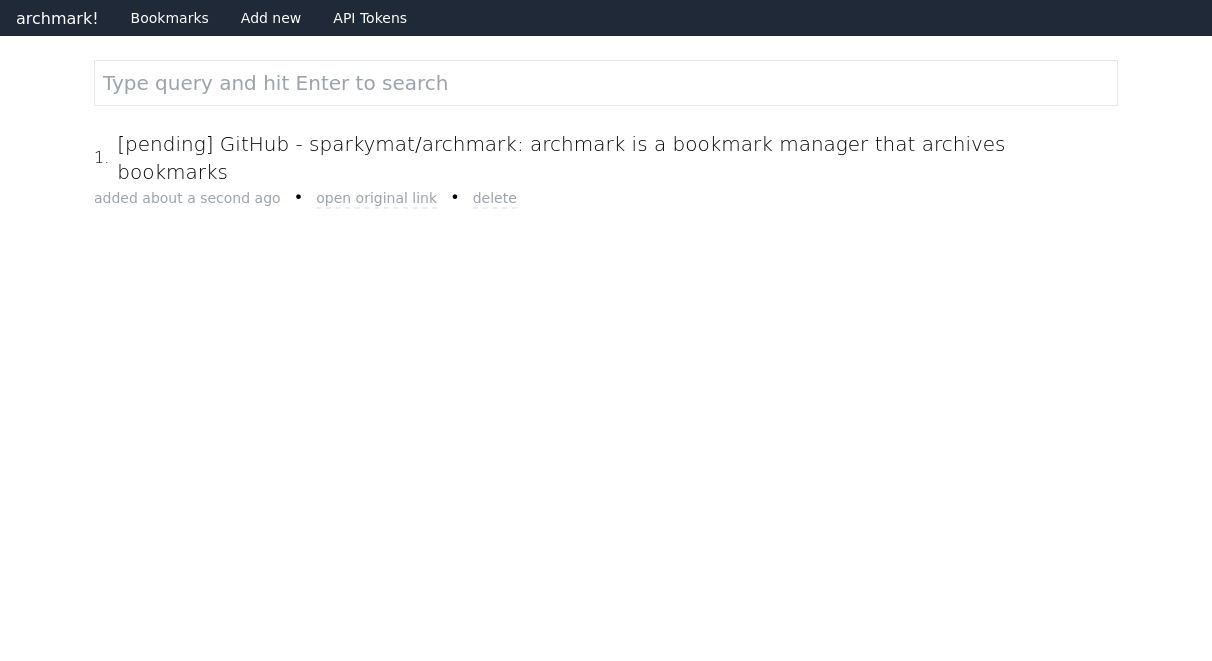 archmark! Bookmarks Add new API Tokens
Type query and hit Enter to search
1. [pending] GitHub - sparkymat/archmark: archmark is a bookmark manager that archives
bookmarks
added about a second ago • open original link • delete